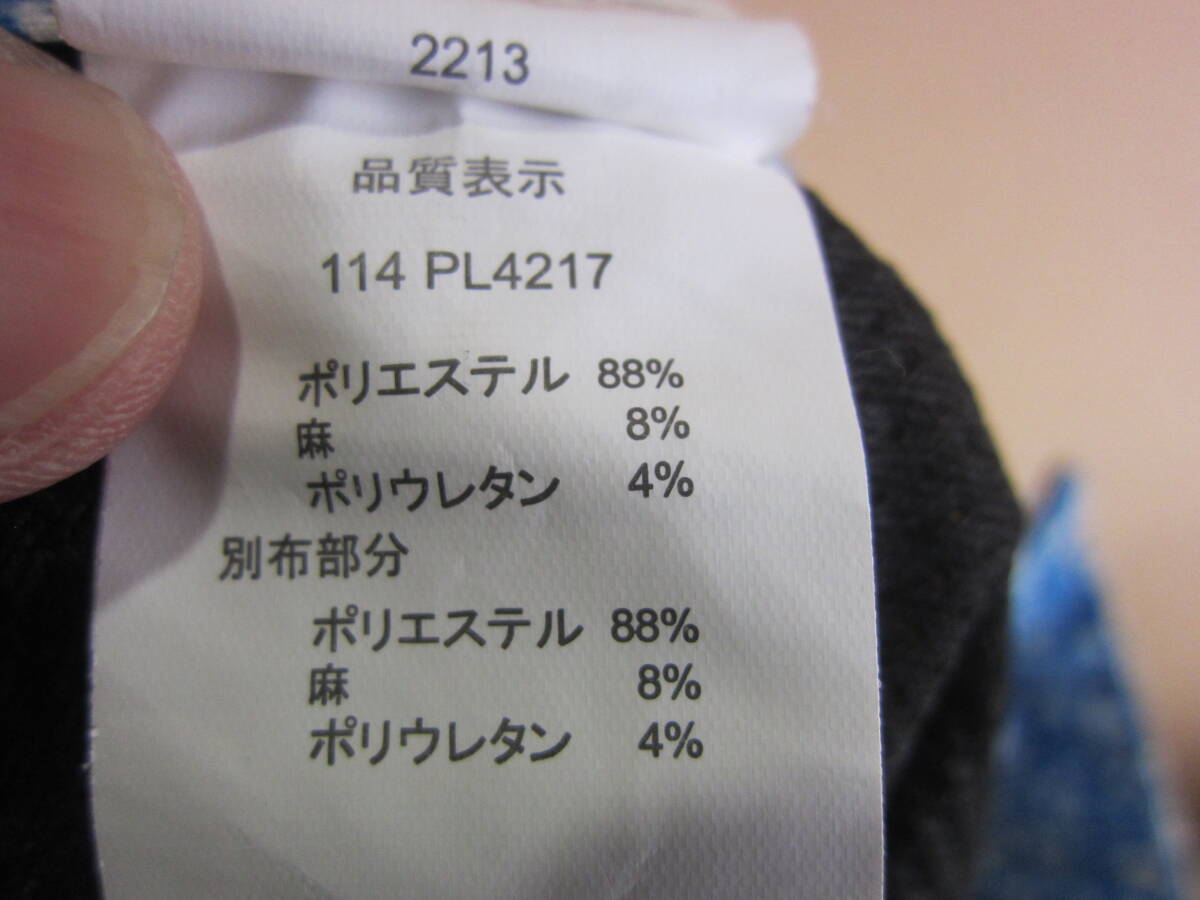 2213
品質表示
114 PL4217
ポリエステル 88%
麻 8%
ポリウレタン 4%
別布部分
ポリエステル 88%
麻 8%
ポリウレタン 4%